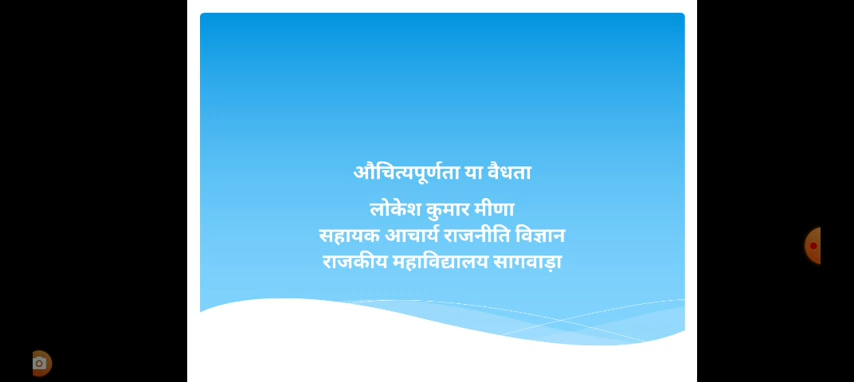 औचित्यपूर्णता या वैधता
लोकेश कुमार मीणा
सहायक आचार्य राजनीति विज्ञान
राजकीय महाविद्यालय सागवाड़ा